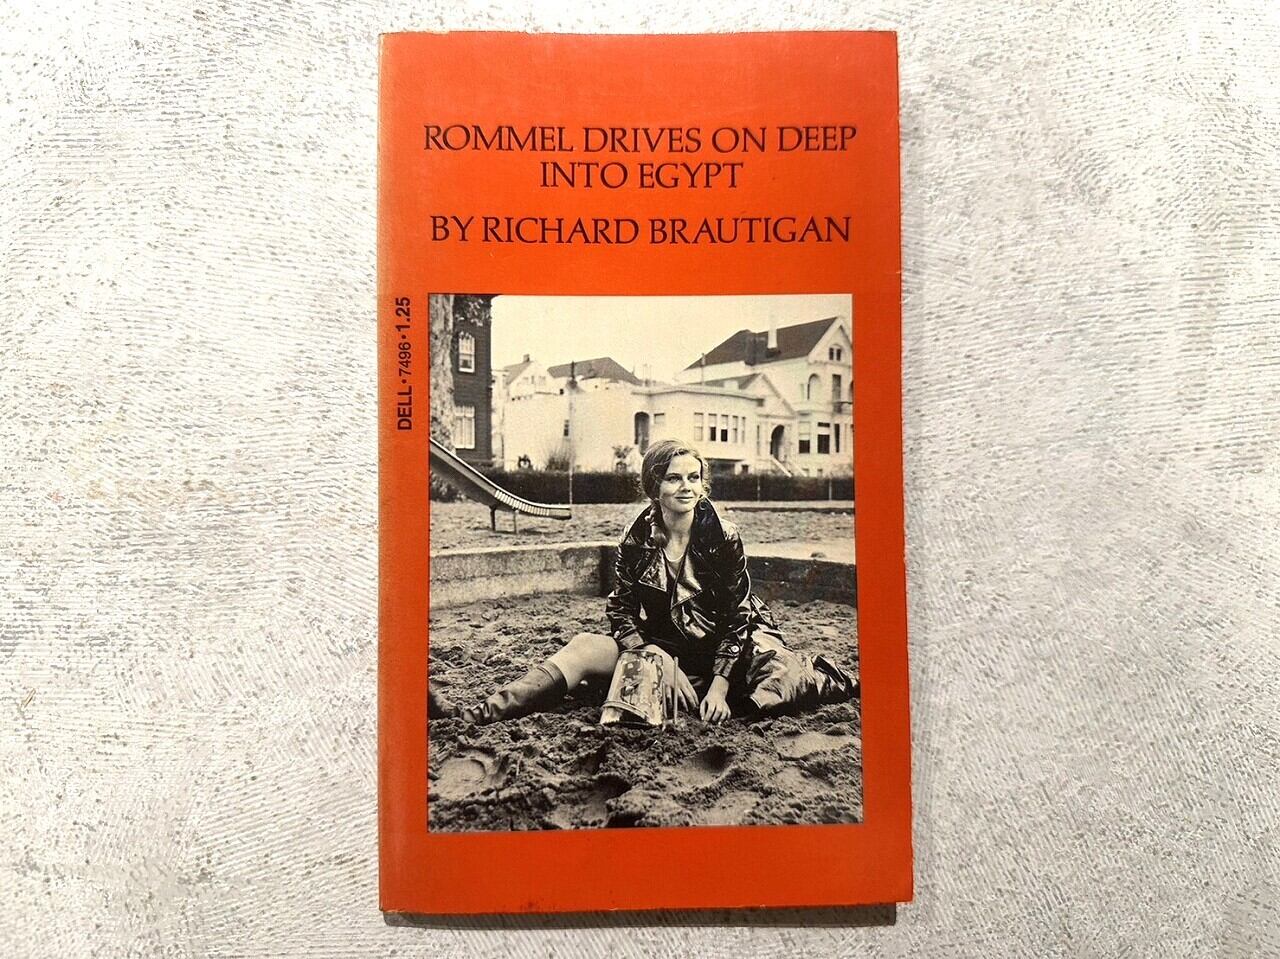 ROMMEL DRIVES ON DEEP
INTO EGYPT
BY RICHARD BRAUTIGAN
DELL • 7496 • 1.25